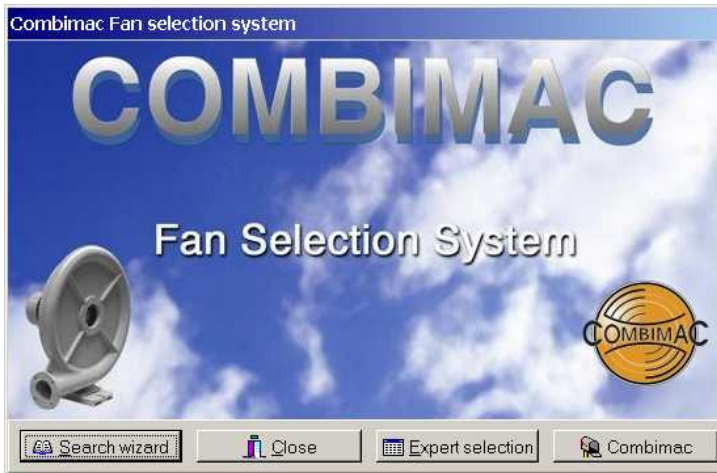 Combimac Fan selection system
COMBIMAC
Fan Selection System
COMBIMAC
Search wizard
Close
Expert selection
Combimac